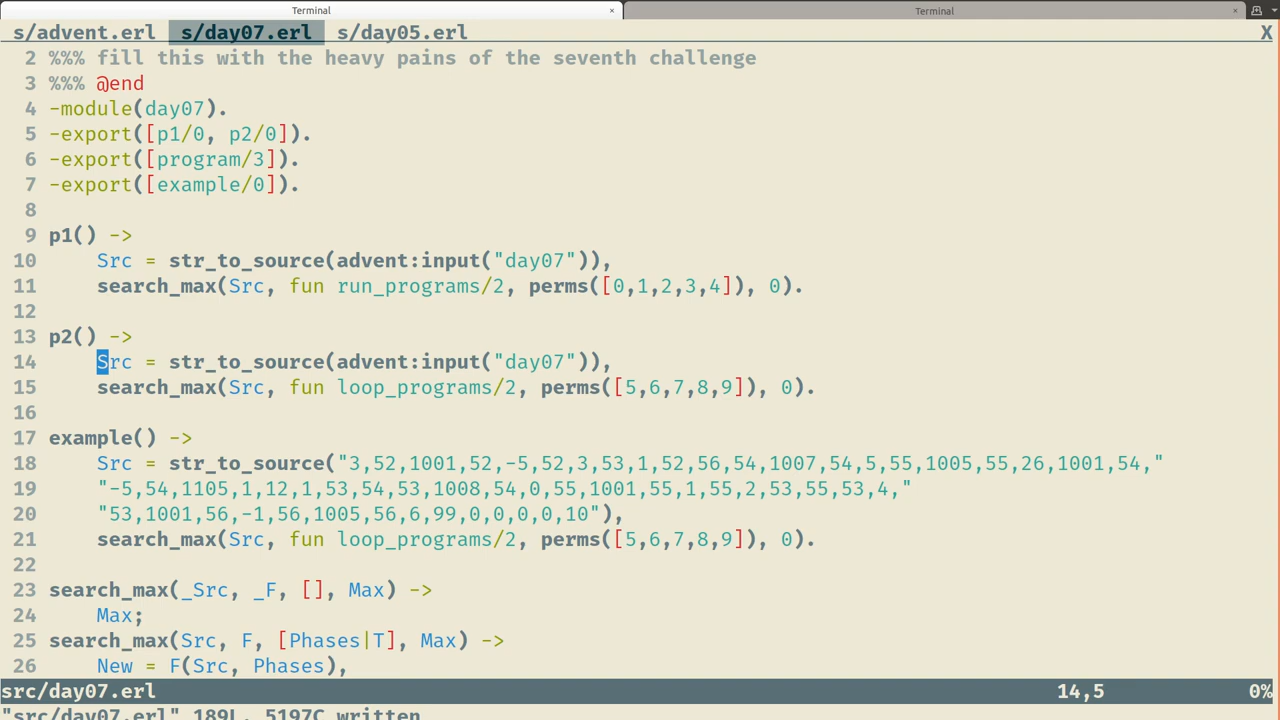 Terminal × Terminal ×
s/advent.erl s/day07.erl s/day05.erl X
2 %%% fill this with the heavy pains of the seventh challenge
3 %%% @end
4 -module(day07).
5 -export([p1/0, p2/0]).
6 -export([program/3]).
7 -export([example/0]).
8
9 p1() ->
10     Src = str_to_source(advent:input("day07")),
11     search_max(Src, fun run_programs/2, perms([0,1,2,3,4]), 0).
12
13 p2() ->
14     Src = str_to_source(advent:input("day07")),
15     search_max(Src, fun loop_programs/2, perms([5,6,7,8,9]), 0).
16
17 example() ->
18     Src = str_to_source("3,52,1001,52,-5,52,3,53,1,52,56,54,1007,54,5,55,1005,55,26,1001,54,"
19     "-5,54,1105,1,12,1,53,54,53,1008,54,0,55,1001,55,1,55,2,53,55,53,4,"
20     "53,1001,56,-1,56,1005,56,6,99,0,0,0,0,10"),
21     search_max(Src, fun loop_programs/2, perms([5,6,7,8,9]), 0).
22
23 search_max(_Src, _F, [], Max) ->
24     Max;
25 search_max(Src, F, [Phases|T], Max) ->
26     New = F(Src, Phases),
src/day07.erl 14,5 0%
"src/day07.erl" 189L, 5197C written